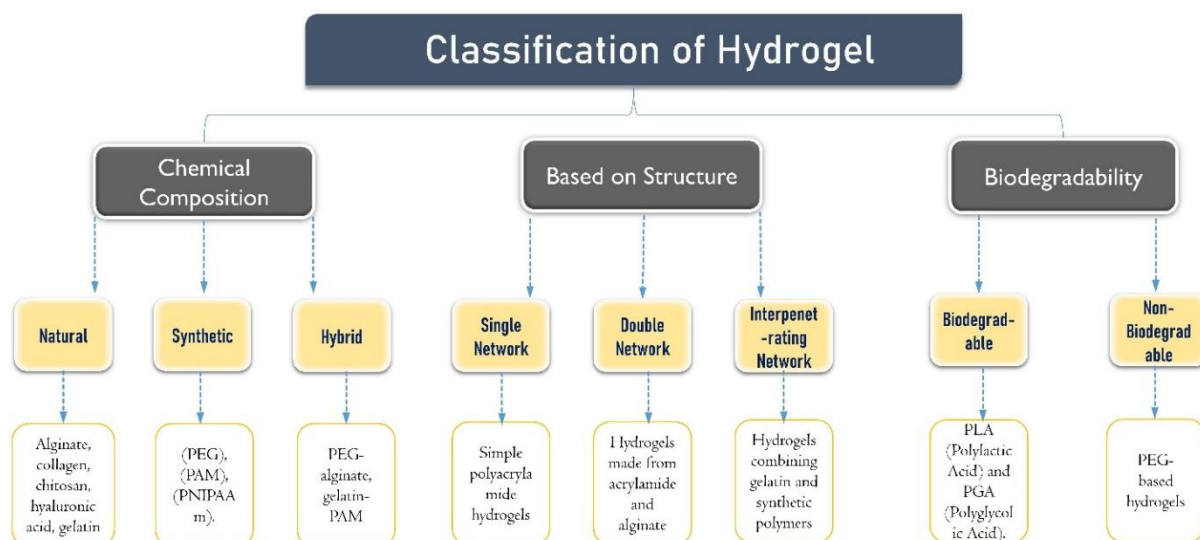 Classification of Hydrogel
Chemical
Composition
Based on Structure
Biodegradability
Natural
Synthetic
Hybrid
Single
Network
Double
Network
Interpenet
-rating
Network
Biodegrad-
able
Non-
Biodegrad
able
Alginate,
collagen,
chitosan,
hyaluronic
acid, gelatin
(PEG),
(PAM),
(PNIPAA
m).
PEG-
alginate,
gelatin-
PAM
Simple
polyacryla
mide
hydrogels
Hydrogels
made from
acrylamide
and
alginate
Hydrogels
combining
gelatin and
synthetic
polymers
PLA
(Polylactic
Acid) and
PGA
(Polyglycol
ic Acid).
PEG-
based
hydrogels